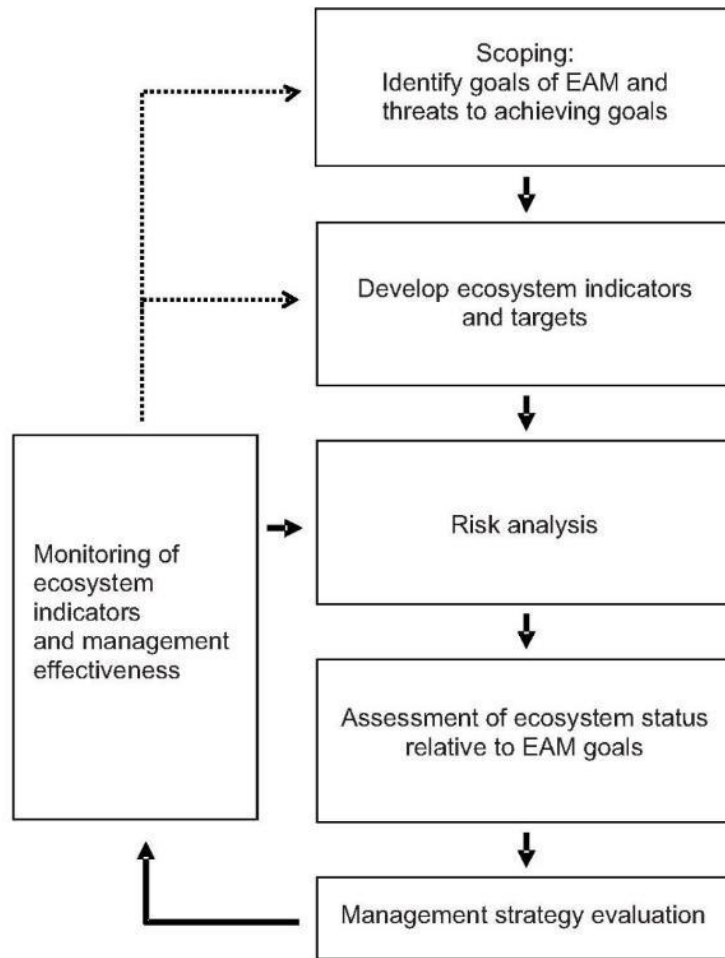 Scoping:
Identify goals of EAM and
threats to achieving goals
Develop ecosystem indicators
and targets
Risk analysis
Monitoring of
ecosystem
indicators
and management
effectiveness
Assessment of ecosystem status
relative to EAM goals
Management strategy evaluation